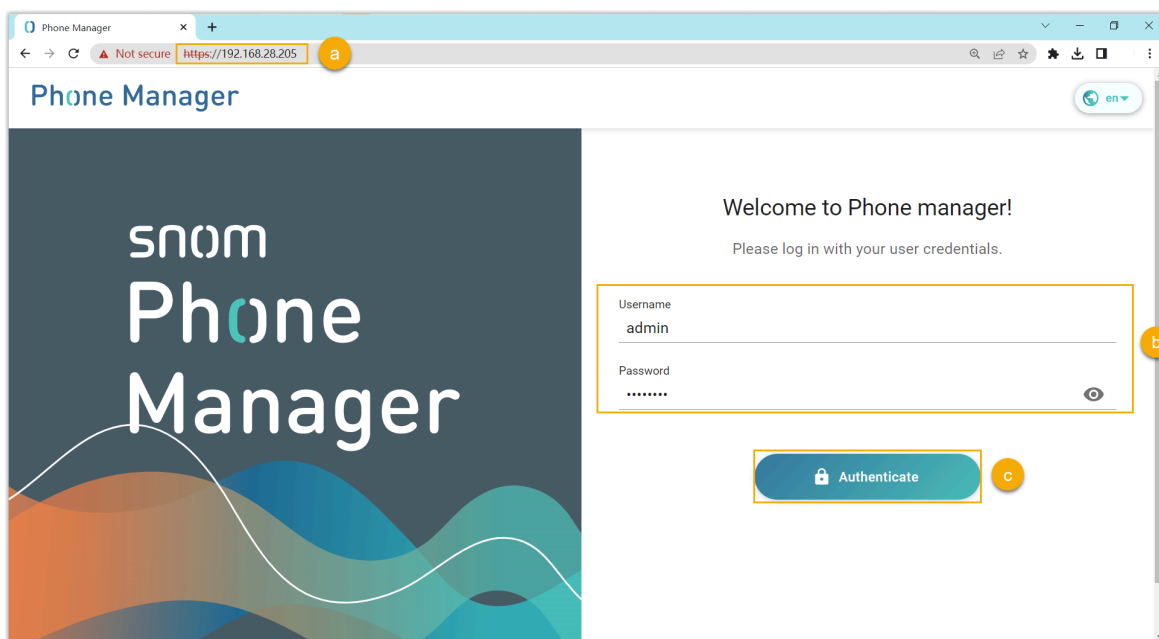 Phone Manager
Not secure https://192.168.28.205
a
Phone Manager
en
snom
Phone
Manager
Welcome to Phone manager!
Please log in with your user credentials.
Username
admin
b
Password
••••••••
Authenticate
c